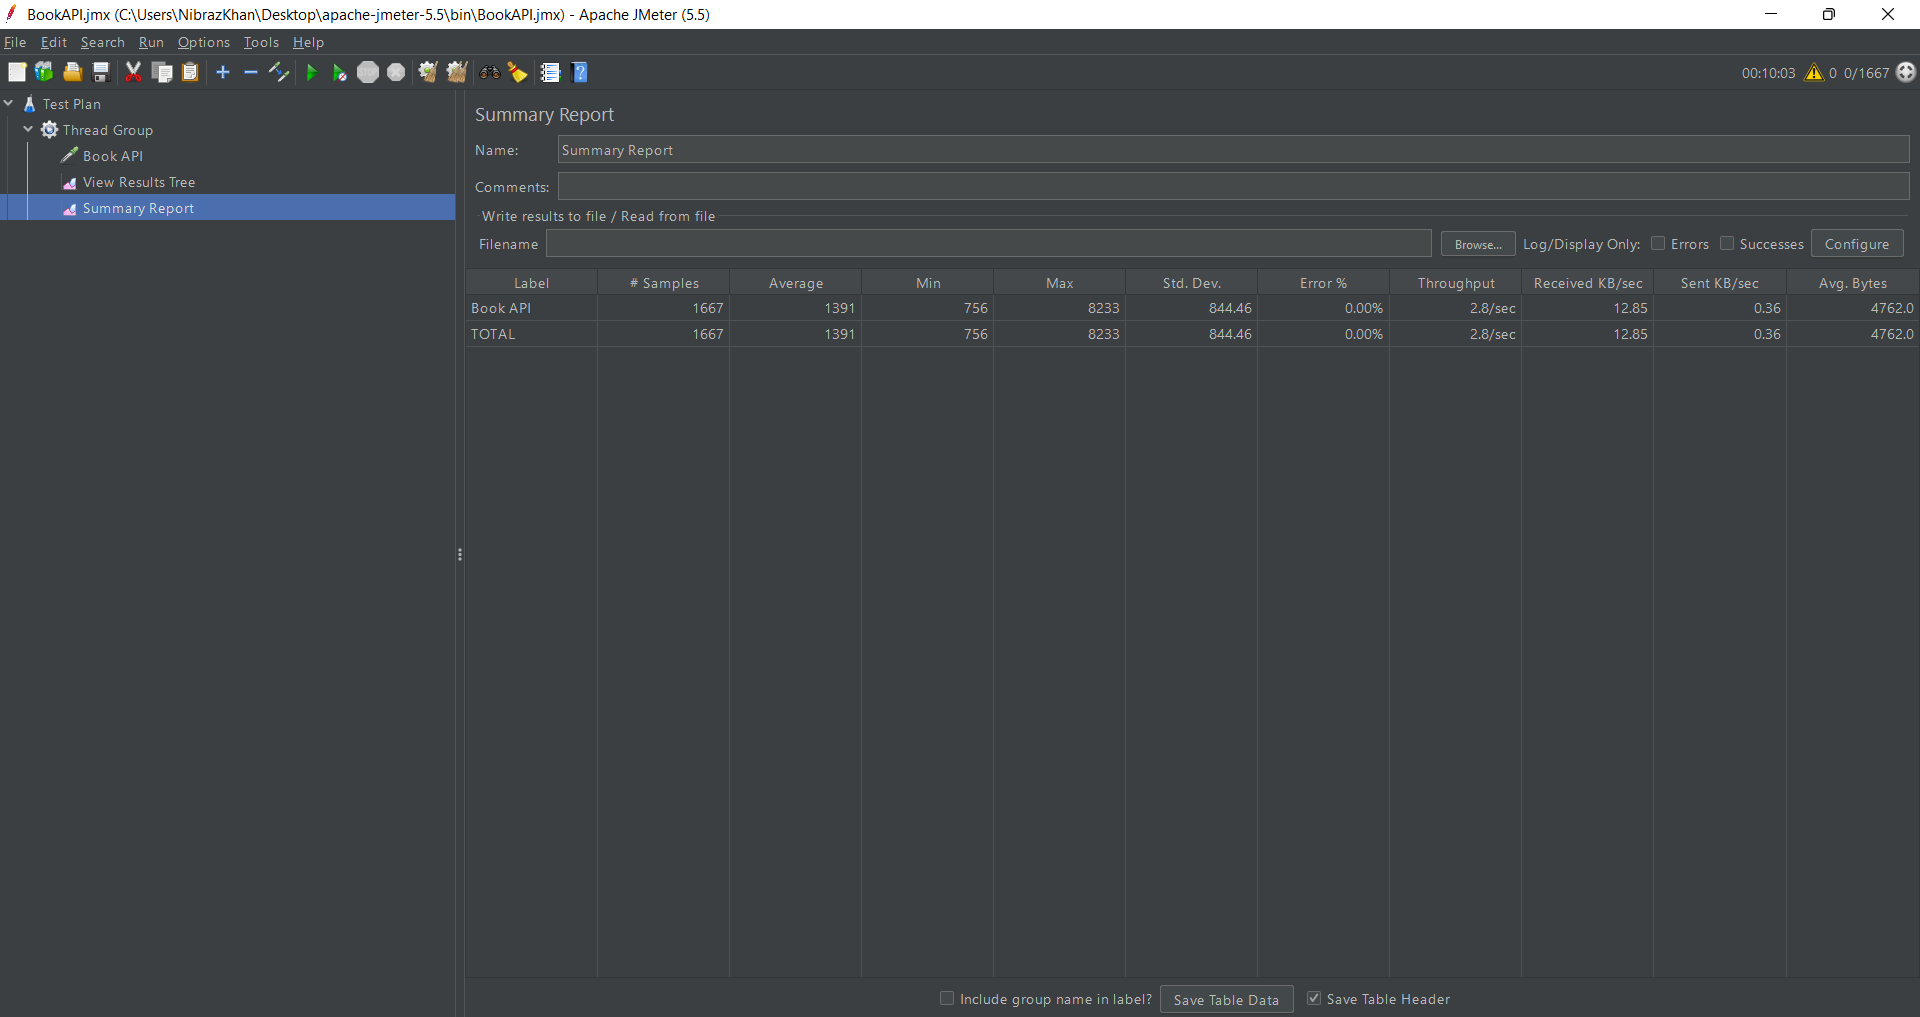 BookAPI.jmx (C:\Users\NibrazKhan\Desktop\apache-jmeter-5.5\bin\BookAPI.jmx) - Apache JMeter (5.5)
File Edit Search Run Options Tools Help
00:10:03 0 0/1667
Test Plan
Thread Group
Book API
View Results Tree
Summary Report
Summary Report
Name: Summary Report
Comments:
Write results to file / Read from file
Filename Browse... Log/Display Only: Errors Successes Configure
Label # Samples Average Min Max Std. Dev. Error % Throughput Received KB/sec Sent KB/sec Avg. Bytes
Book API 1667 1391 756 8233 844.46 0.00% 2.8/sec 12.85 0.36 4762.0
TOTAL 1667 1391 756 8233 844.46 0.00% 2.8/sec 12.85 0.36 4762.0
Include group name in label? Save Table Data Save Table Header